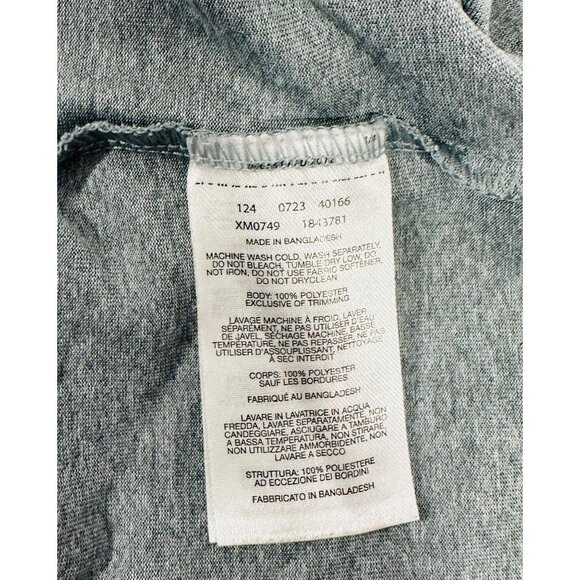 124 0723 40166
XM0749 1843781
MADE IN BANGLADESH
MACHINE WASH COLD, WASH SEPARATELY,
DO NOT BLEACH, TUMBLE DRY LOW, DO
NOT IRON, DO NOT USE FABRIC SOFTENER,
DO NOT DRYCLEAN
BODY: 100% POLYESTER
EXCLUSIVE OF TRIMMING
LAVAGE MACHINE À FROID, LAVER
SÉPAREMENT, NE PAS UTILISER D'EAU
DE JAVEL, SÉCHAGE MACHINE, BASSE
TEMPÉRATURE, NE PAS REPASSER, NE PAS
UTILISER D'ASSOUPLISSANT, NETTOYAGE
À SEC INTERDIT
CORPS: 100% POLYESTER
SAUF LES BORDURES
FABRIQUÉ AU BANGLADESH
LAVARE IN LAVATRICE IN ACQUA
FREDDA, LAVARE SEPARATAMENTE, NON
CANDEGGIARE, ASCIUGARE A TAMBURO
A BASSA TEMPERATURA, NON STIRARE,
NON UTILIZZARE AMMORBIDENTE, NON
LAVARE A SECCO
STRUTTURA: 100% POLIESTERE
AD ECCEZIONE DEI BORDINI
FABBRICATO IN BANGLADESH